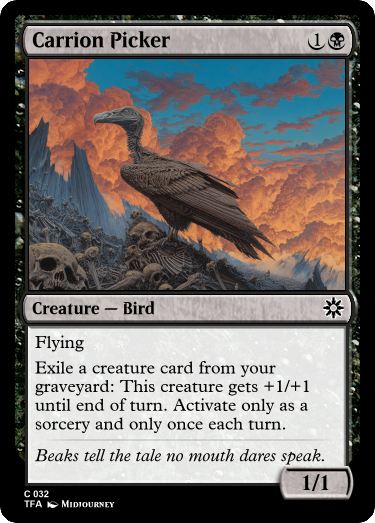 Carrion Picker
1
Creature — Bird
Flying
Exile a creature card from your
graveyard: This creature gets +1/+1
until end of turn. Activate only as a
sorcery and only once each turn.
Beaks tell the tale no mouth dares speak.
1/1
C 032
TFA Midjourney